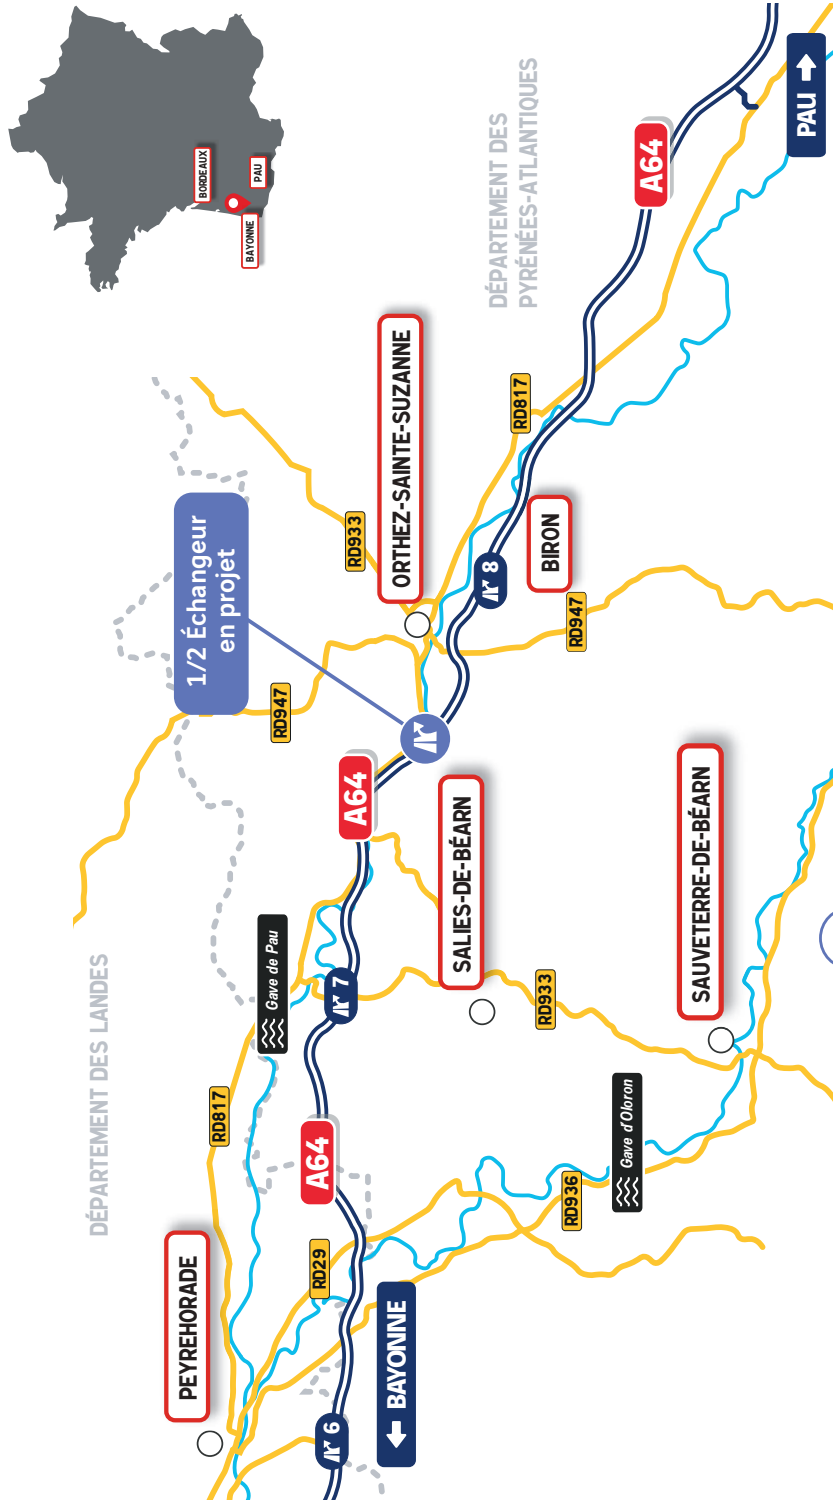 DÉPARTEMENT DES LANDES
1/2 Échangeur
en projet
BORDEAUX
BAYONNE
PAU
PEYREHORADE
RD817
Gave de Pau
RD947
RD933
RD29
A64
A64
ORTHEZ-SAINTE-SUZANNE
DÉPARTEMENT DES
PYRÉNÉES-ATLANTIQUES
6
7
8
BAYONNE
SALIES-DE-BÉARN
RD817
A64
BIRON
RD933
RD947
RD936
Gave d'Oloron
SAUVETERRE-DE-BÉARN
PAU